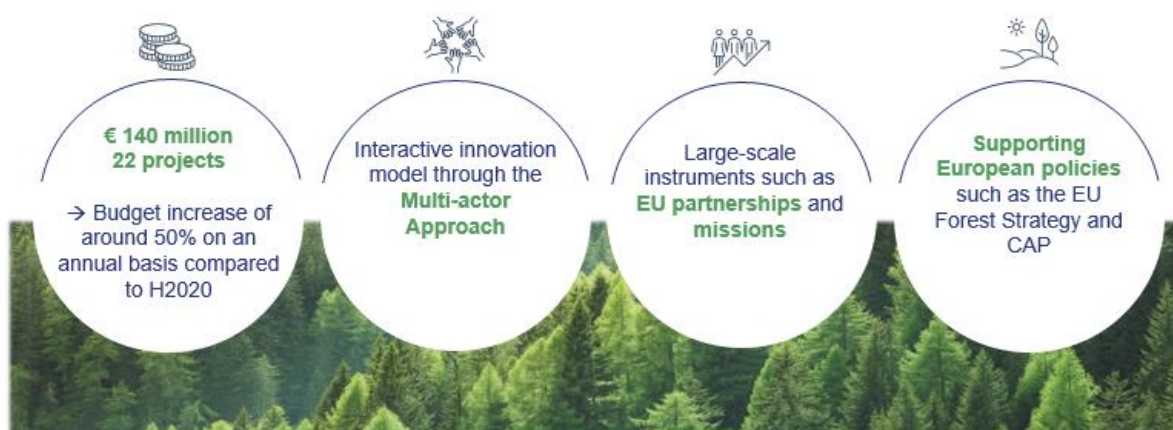 € 140 million
22 projects
→ Budget increase of
around 50% on an
annual basis compared
to H2020
Interactive innovation
model through the
Multi-actor
Approach
Large-scale
instruments such as
EU partnerships and
missions
Supporting
European policies
such as the EU
Forest Strategy and
CAP